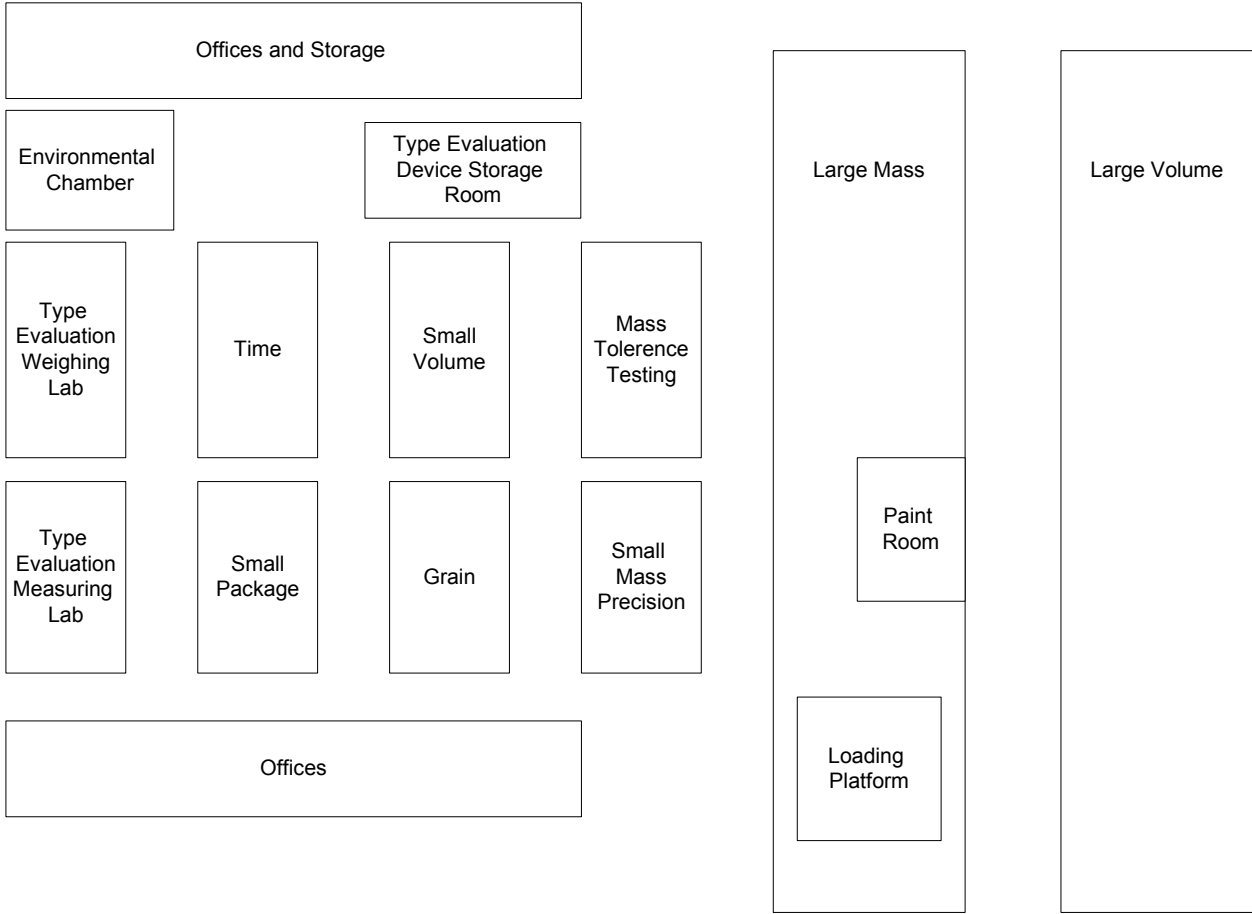 Offices and Storage
Environmental
Chamber
Type Evaluation
Device Storage
Room
Large Mass
Large Volume
Type
Evaluation
Weighing
Lab
Time
Small
Volume
Mass
Tolerence
Testing
Type
Evaluation
Measuring
Lab
Small
Package
Grain
Small
Mass
Precision
Paint
Room
Offices
Loading
Platform